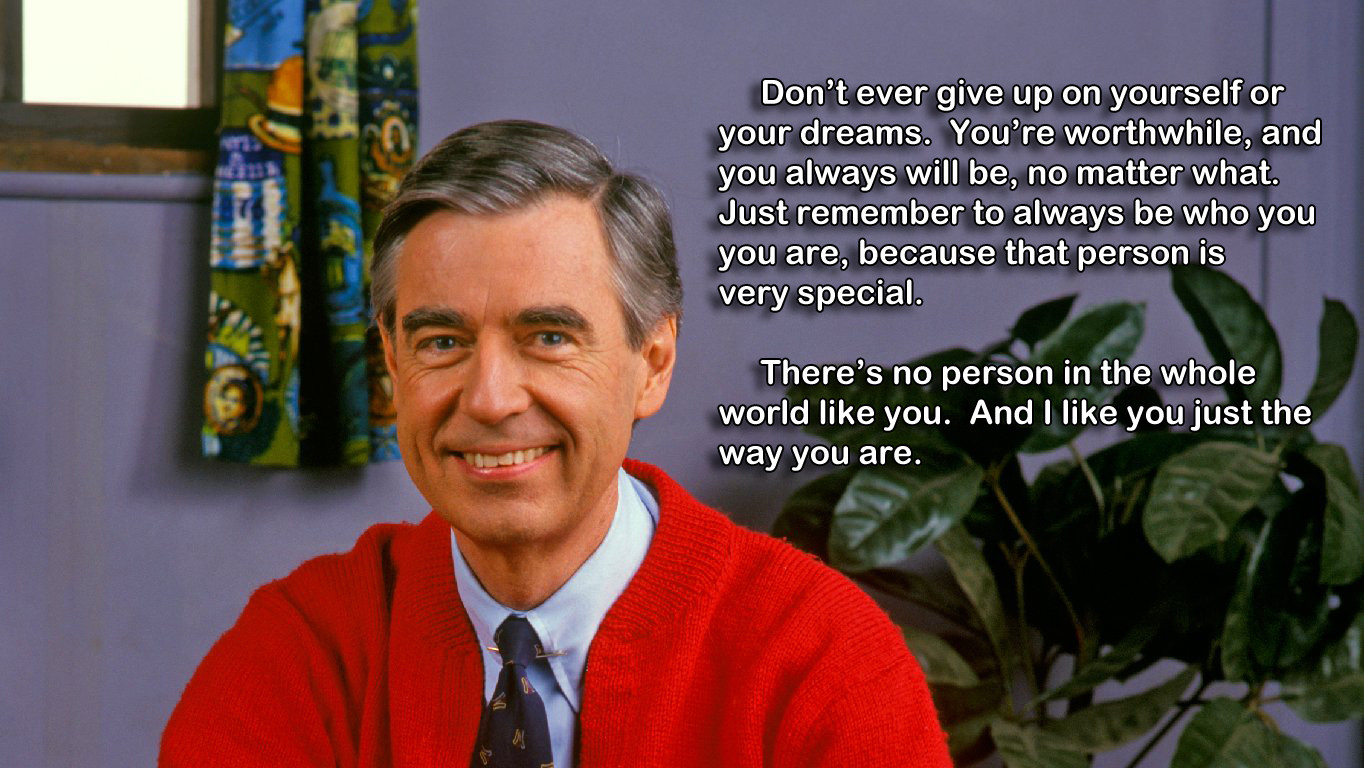 Don't ever give up on yourself or
your dreams.  You're worthwhile, and
you always will be, no matter what.
Just remember to always be who you
you are, because that person is
very special.
There's no person in the whole
world like you.  And I like you just the
way you are.